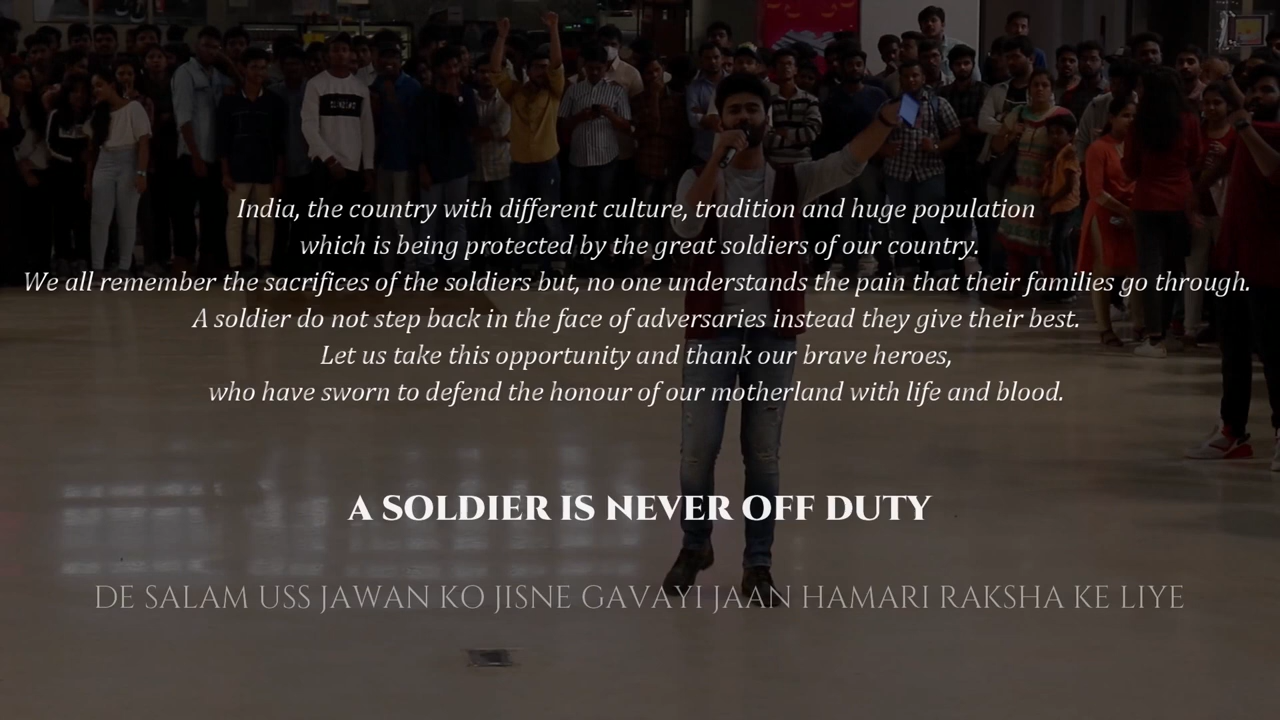 India, the country with different culture, tradition and huge population
which is being protected by the great soldiers of our country.
We all remember the sacrifices of the soldiers but, no one understands the pain that their families go through.
A soldier do not step back in the face of adversaries instead they give their best.
Let us take this opportunity and thank our brave heroes,
who have sworn to defend the honour of our motherland with life and blood.
A SOLDIER IS NEVER OFF DUTY
DE SALAM USS JAWAN KO JISNE GAVAYI JAAN HAMARI RAKSHA KE LIYE